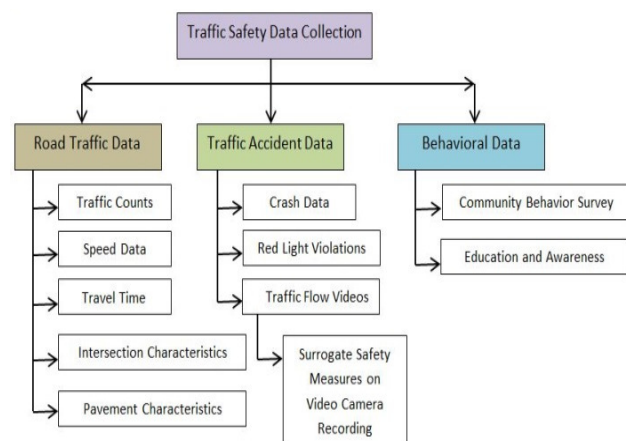 Traffic Safety Data Collection
Road Traffic Data
Traffic Accident Data
Behavioral Data
Traffic Counts
Speed Data
Travel Time
Intersection Characteristics
Pavement Characteristics
Crash Data
Red Light Violations
Traffic Flow Videos
Surrogate Safety
Measures on
Video Camera
Recording
Community Behavior Survey
Education and Awareness